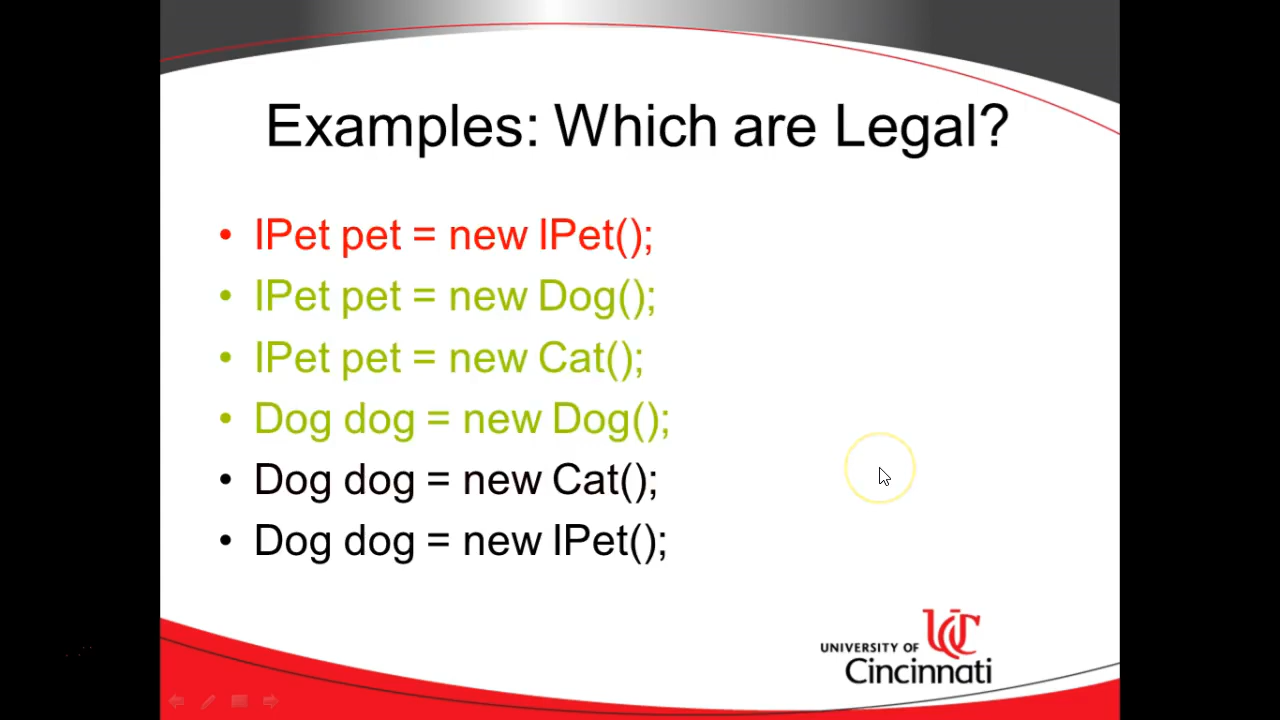 Examples: Which are Legal?
• IPet pet = new IPet();
• IPet pet = new Dog();
• IPet pet = new Cat();
• Dog dog = new Dog();
• Dog dog = new Cat();
• Dog dog = new IPet();
UC
UNIVERSITY OF
Cincinnati